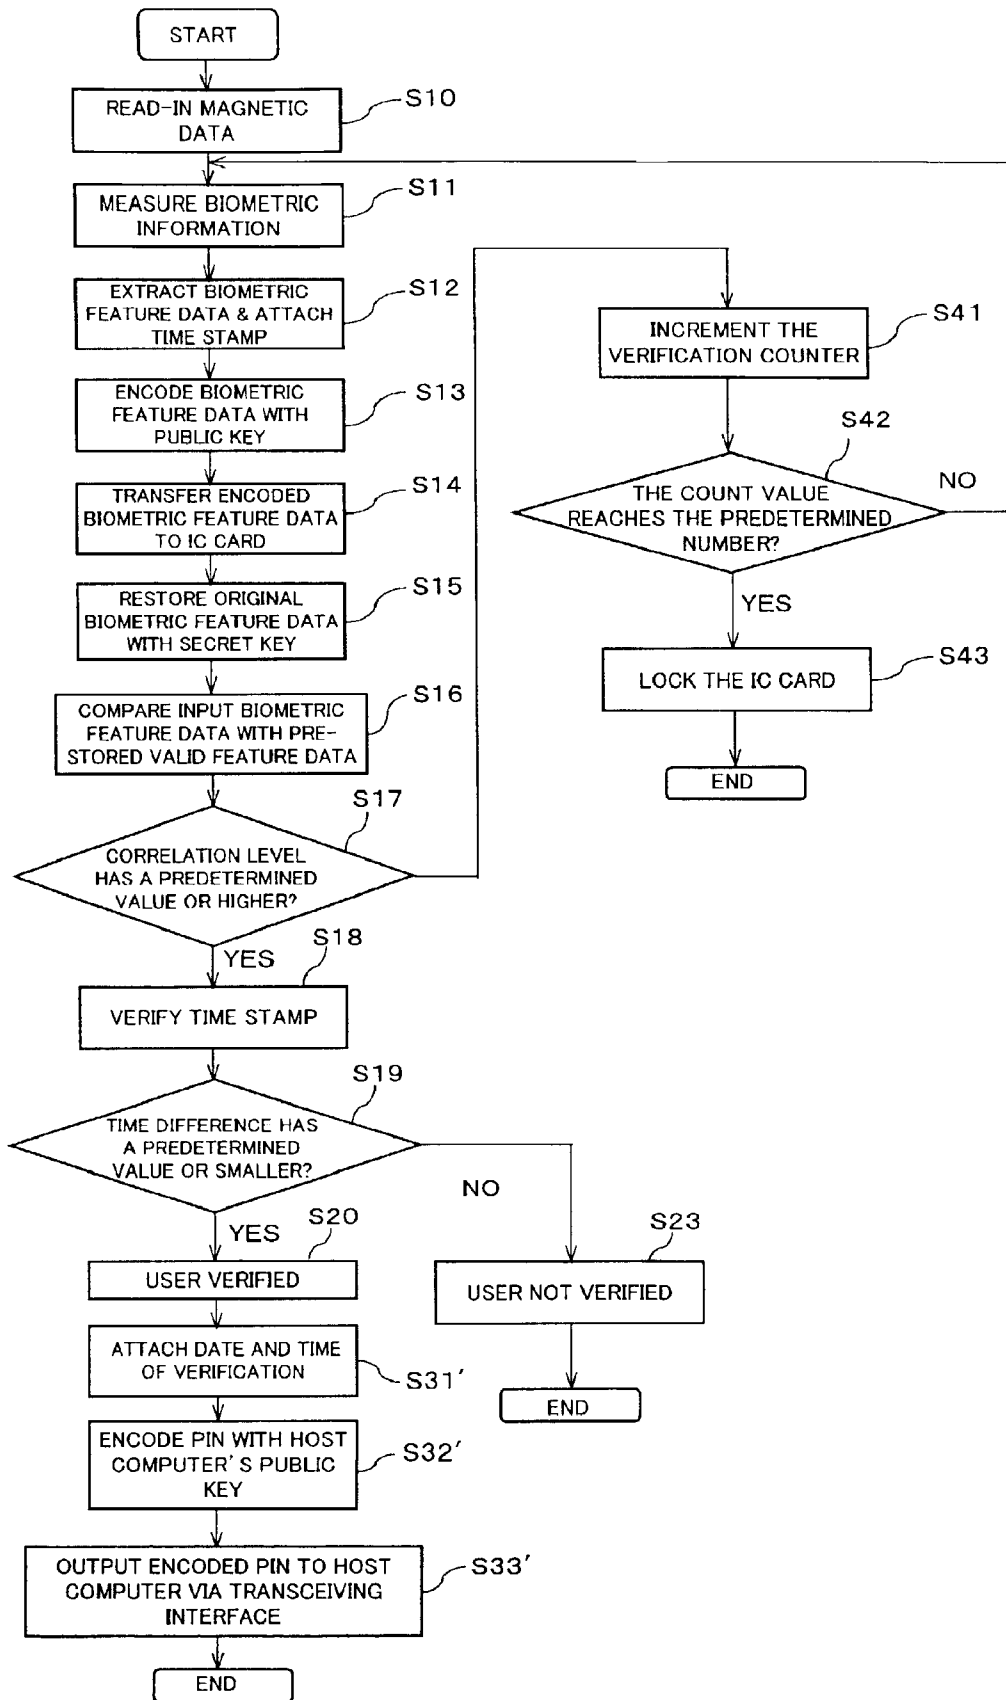 START
READ-IN MAGNETIC
DATA
S10
MEASURE BIOMETRIC
INFORMATION
S11
EXTRACT BIOMETRIC
FEATURE DATA & ATTACH
TIME STAMP
S12
ENCODE BIOMETRIC
FEATURE DATA WITH
PUBLIC KEY
S13
TRANSFER ENCODED
BIOMETRIC FEATURE DATA
TO IC CARD
S14
RESTORE ORIGINAL
BIOMETRIC FEATURE DATA
WITH SECRET KEY
S15
COMPARE INPUT BIOMETRIC
FEATURE DATA WITH PRE-
STORED VALID FEATURE DATA
S16
CORRELATION LEVEL
HAS A PREDETERMINED
VALUE OR HIGHER?
S17
YES
VERIFY TIME STAMP
S18
TIME DIFFERENCE HAS
A PREDETERMINED
VALUE OR SMALLER?
S19
YES
NO
USER VERIFIED
S20
ATTACH DATE AND TIME
OF VERIFICATION
S31'
ENCODE PIN WITH HOST
COMPUTER'S PUBLIC
KEY
S32'
OUTPUT ENCODED PIN TO HOST
COMPUTER VIA TRANSCEIVING
INTERFACE
S33'
END
USER NOT VERIFIED
S23
END
INCREMENT THE
VERIFICATION COUNTER
S41
THE COUNT VALUE
REACHES THE PREDETERMINED
NUMBER?
S42
NO
YES
LOCK THE IC CARD
S43
END